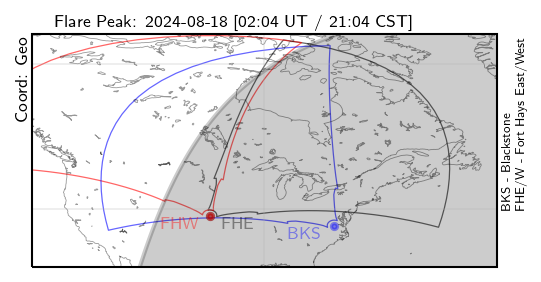 Flare Peak: 2024-08-18 [02:04 UT / 21:04 CST]
Coord: Geo
FHW
FHE
BKS
BKS - Blackstone
FHE/W - Fort Hays East/West